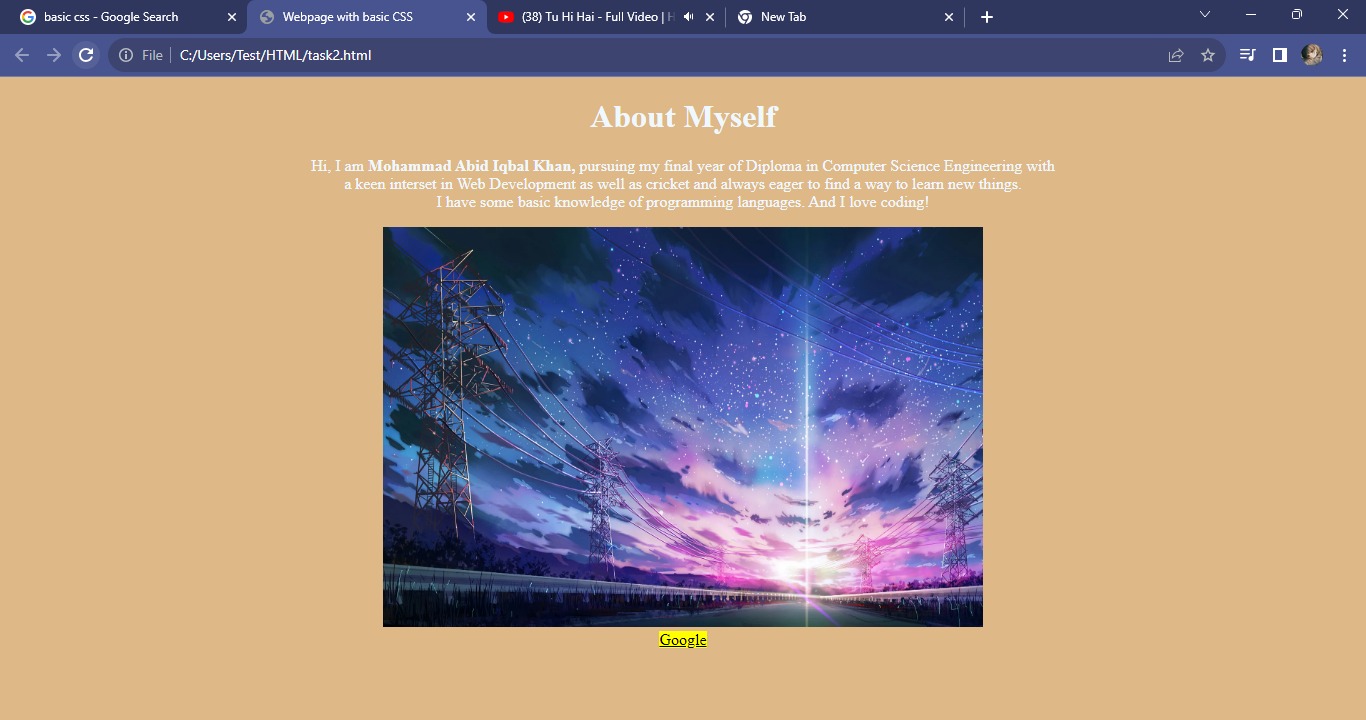 basic css - Google Search
Webpage with basic CSS
(38) Tu Hi Hai - Full Video | H
New Tab
File
C:/Users/Test/HTML/task2.html
About Myself
Hi, I am Mohammad Abid Iqbal Khan, pursuing my final year of Diploma in Computer Science Engineering with
a keen interset in Web Development as well as cricket and always eager to find a way to learn new things.
I have some basic knowledge of programming languages. And I love coding!
Google